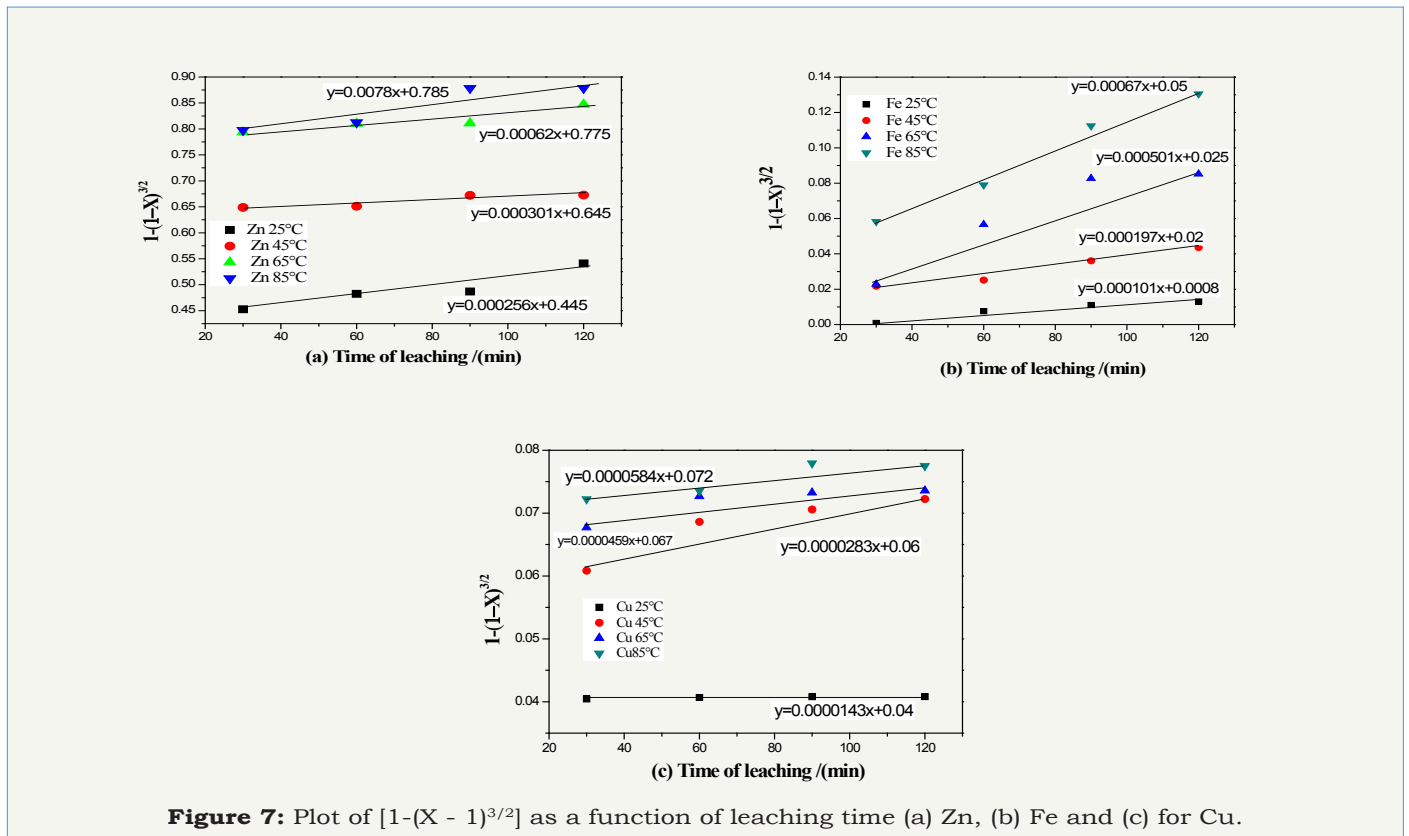 0.90
0.85
0.80
0.75
0.70
0.65
0.60
0.55
0.50
0.45
1-(1-X)^3/2
y=0.0078x+0.785
y=0.00062x+0.775
y=0.000301x+0.645
y=0.000256x+0.445
Zn 25°C
Zn 45°C
Zn 65°C
Zn 85°C
20 40 60 80 100 120
(a) Time of leaching /(min)
0.14
0.12
0.10
0.08
0.06
0.04
0.02
0.00
1-(1-X)^3/2
Fe 25°C
Fe 45°C
Fe 65°C
Fe 85°C
y=0.00067x+0.05
y=0.000501x+0.025
y=0.000197x+0.02
y=0.000101x+0.0008
20 40 60 80 100 120
(b) Time of leaching /(min)
0.08
0.07
0.06
0.05
0.04
1-(1-X)^3/2
y=0.0000584x+0.072
y=0.0000459x+0.067
y=0.0000283x+0.06
Cu 25°C
Cu 45°C
Cu 65°C
Cu85°C
y=0.0000143x+0.04
20 40 60 80 100 120
(c) Time of leaching /(min)
Figure 7: Plot of [1-(X - 1)^3/2] as a function of leaching time (a) Zn, (b) Fe and (c) for Cu.